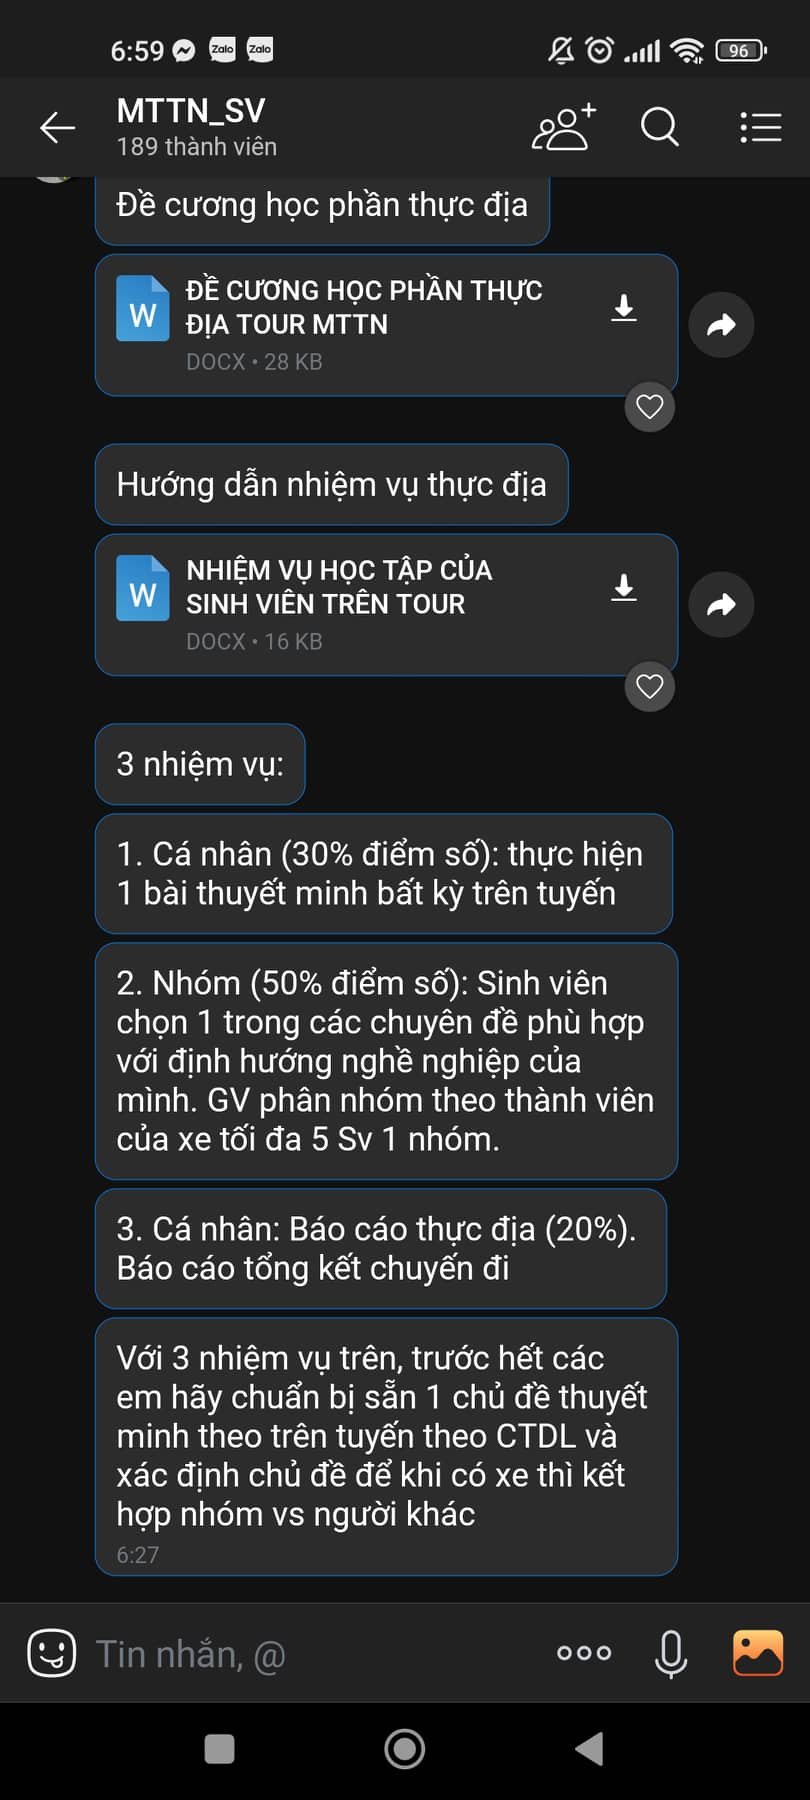 6:59 Zalo Zalo 96
MTTN_SV
189 thành viên
Đề cương học phần thực địa
W
ĐỀ CƯƠNG HỌC PHẦN THỰC
ĐỊA TOUR MTTN
DOCX • 28 KB
Hướng dẫn nhiệm vụ thực địa
W
NHIỆM VỤ HỌC TẬP CỦA
SINH VIÊN TRÊN TOUR
DOCX • 16 KB
3 nhiệm vụ:
1. Cá nhân (30% điểm số): thực hiện
1 bài thuyết minh bất kỳ trên tuyến
2. Nhóm (50% điểm số): Sinh viên
chọn 1 trong các chuyên đề phù hợp
với định hướng nghề nghiệp của
mình. GV phân nhóm theo thành viên
của xe tối đa 5 Sv 1 nhóm.
3. Cá nhân: Báo cáo thực địa (20%).
Báo cáo tổng kết chuyến đi
Với 3 nhiệm vụ trên, trước hết các
em hãy chuẩn bị sẵn 1 chủ đề thuyết
minh theo trên tuyến theo CTDL và
xác định chủ đề để khi có xe thì kết
hợp nhóm vs người khác
6:27
Tin nhắn, @